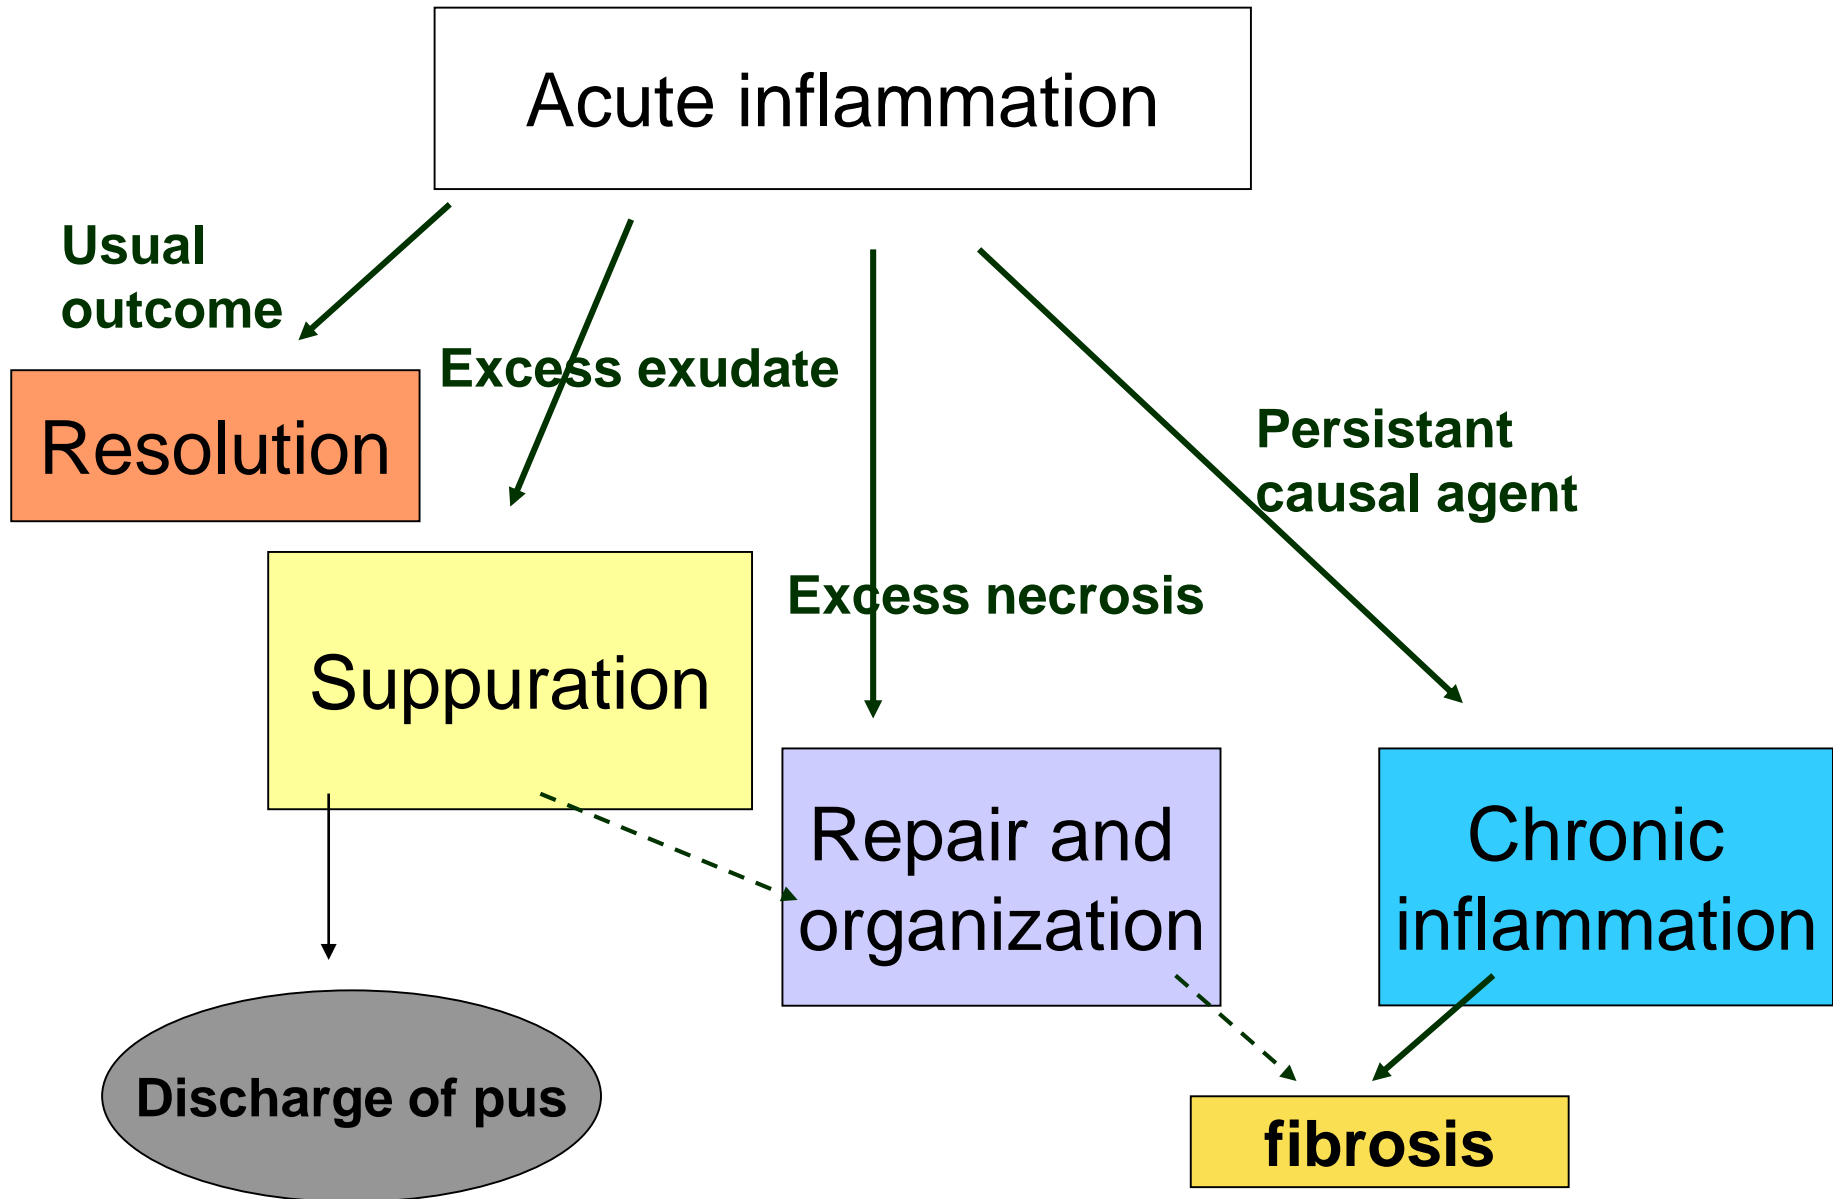 Acute inflammation
Usual
outcome
Excess exudate
Resolution
Persistant
causal agent
Excess necrosis
Suppuration
Repair and
organization
Chronic
inflammation
Discharge of pus
fibrosis